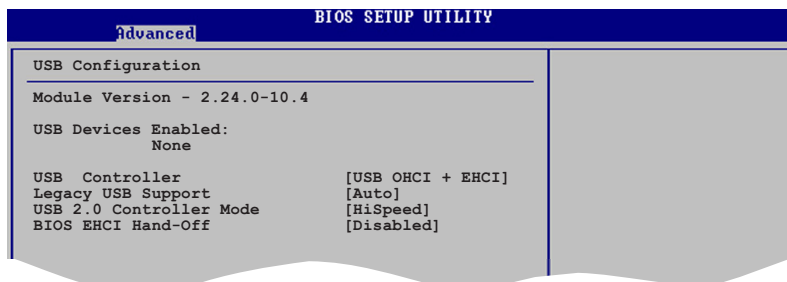 BIOS SETUP UTILITY
Advanced
USB Configuration
Module Version - 2.24.0-10.4
USB Devices Enabled:
None
USB Controller [USB OHCI + EHCI]
Legacy USB Support [Auto]
USB 2.0 Controller Mode [HiSpeed]
BIOS EHCI Hand-Off [Disabled]